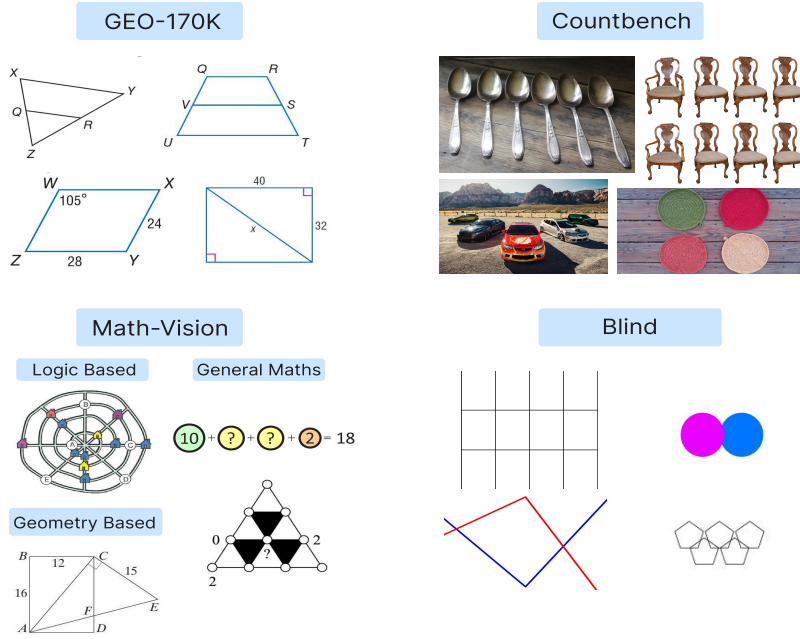 GEO-170K
X
Y
Q
R
Z
Q
R
V
S
U
T
W
X
105°
24
Z
28
Y
40
x
32
Countbench
Math-Vision
Logic Based
B
A
C
E
D
General Maths
10 + ? + ? + 2 = 18
0
2
?
2
Geometry Based
B
12
C
15
16
F
E
A
D
Blind